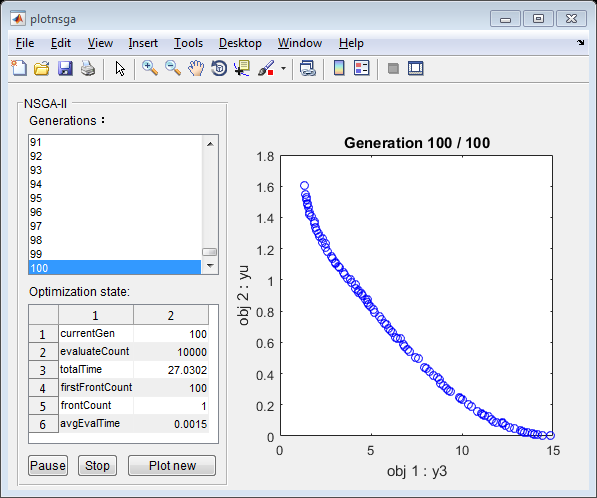 plotnsga
File Edit View Insert Tools Desktop Window Help
NSGA-II
Generations：
91
92
93
94
95
96
97
98
99
100
Optimization state:
1 2
1 currentGen 100
2 evaluateCount 10000
3 totalTime 27.0302
4 firstFrontCount 100
5 frontCount 1
6 avgEvalTime 0.0015
Pause Stop Plot new
Generation 100 / 100
1.8
1.6
1.4
1.2
1
0.8
0.6
0.4
0.2
0
obj 2 : yu
0 5 10 15
obj 1 : y3